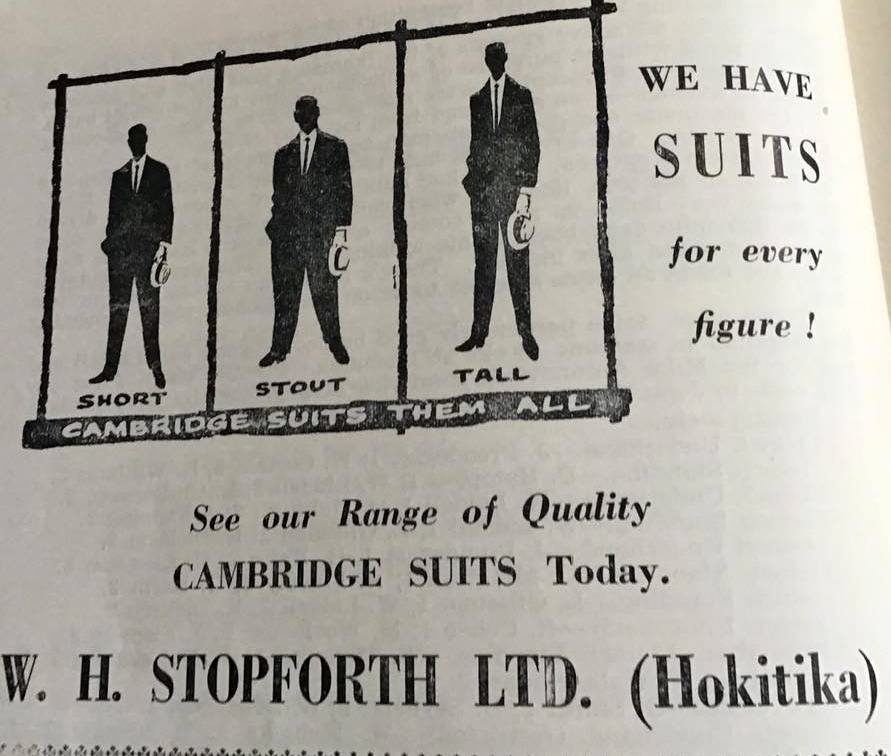 WE HAVE
SUITS
for every
figure !
SHORT
STOUT
TALL
CAMBRIDGE SUITS THEM ALL
See our Range of Quality
CAMBRIDGE SUITS Today.
W. H. STOPFORTH LTD. (Hokitika)